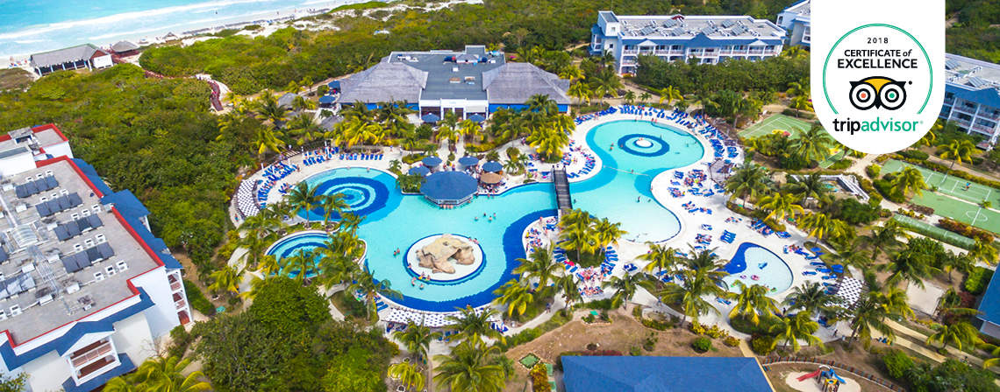 2018
CERTIFICATE of
EXCELLENCE
tripadvisor®